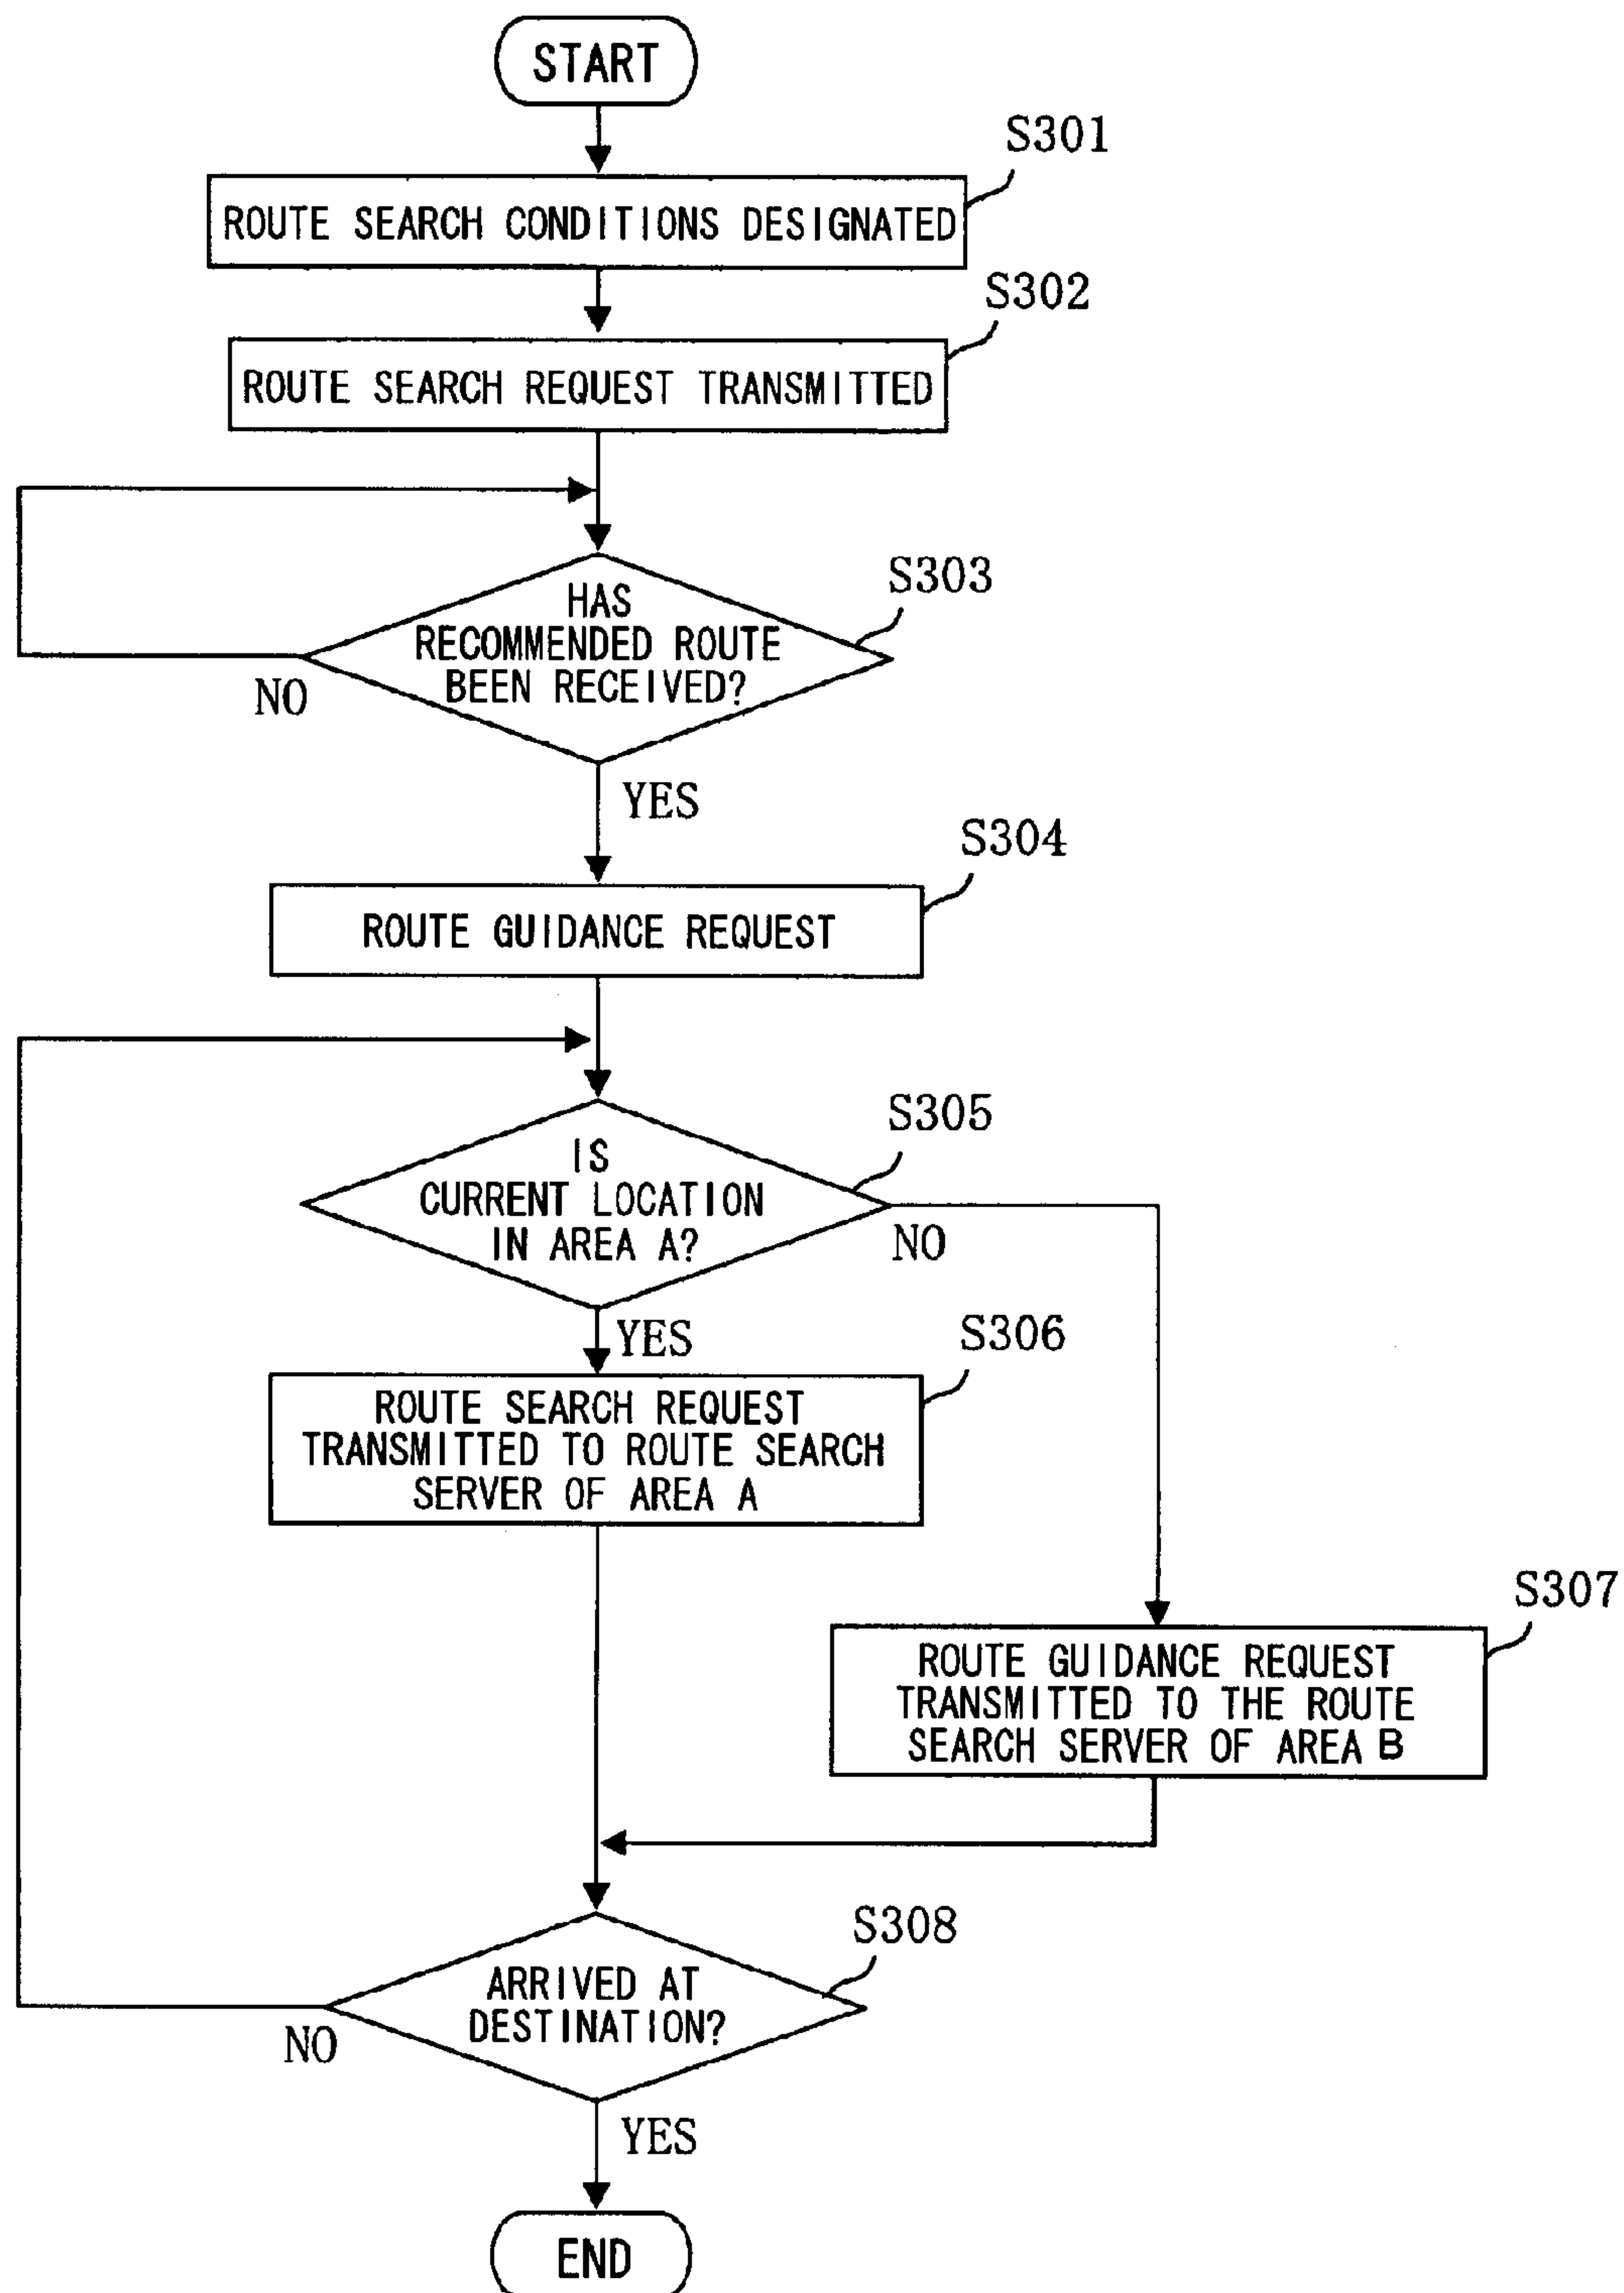 START
S301
ROUTE SEARCH CONDITIONS DESIGNATED
S302
ROUTE SEARCH REQUEST TRANSMITTED
S303
HAS
RECOMMENDED ROUTE
BEEN RECEIVED?
NO
YES
S304
ROUTE GUIDANCE REQUEST
S305
IS
CURRENT LOCATION
IN AREA A?
NO
YES
S306
ROUTE SEARCH REQUEST
TRANSMITTED TO ROUTE SEARCH
SERVER OF AREA A
S307
ROUTE GUIDANCE REQUEST
TRANSMITTED TO THE ROUTE
SEARCH SERVER OF AREA B
S308
ARRIVED AT
DESTINATION?
NO
YES
END